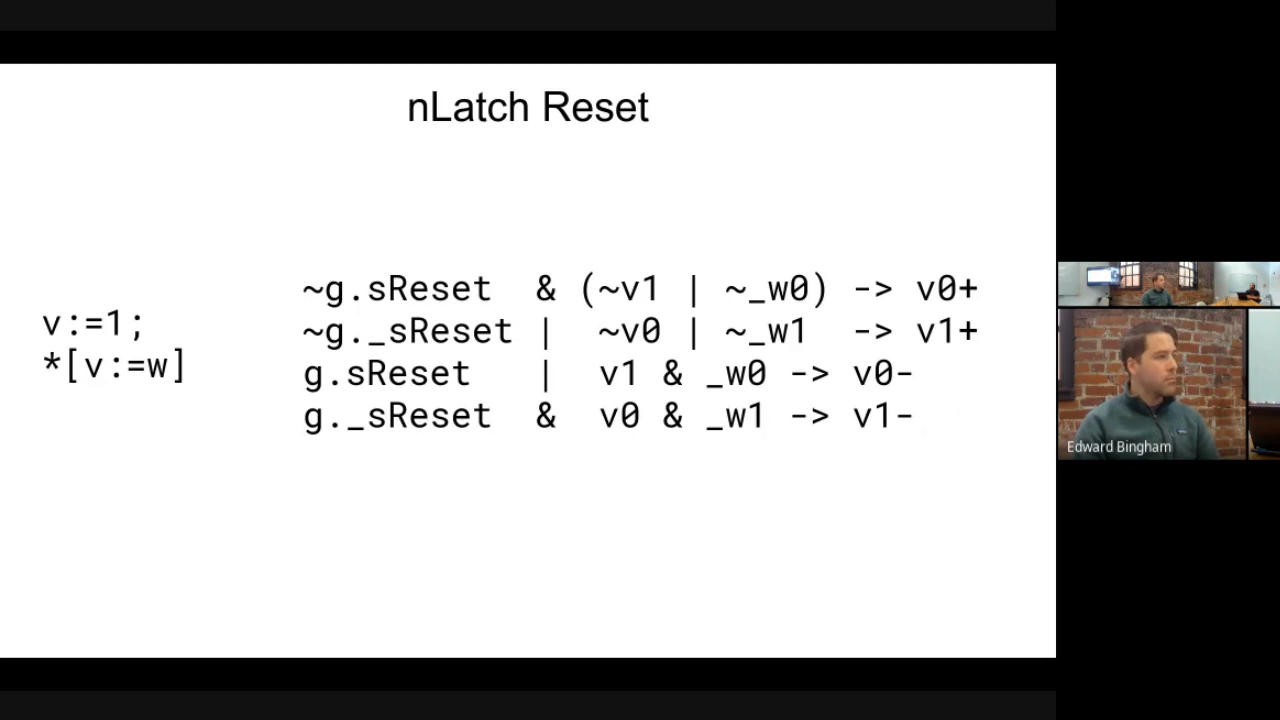 nLatch Reset
v:=1;
*[v:=w]
~g.sReset & (~v1 | ~_w0) -> v0+
~g._sReset | ~v0 | ~_w1 -> v1+
g.sReset | v1 & _w0 -> v0-
g._sReset & v0 & _w1 -> v1-
Edward Bingham